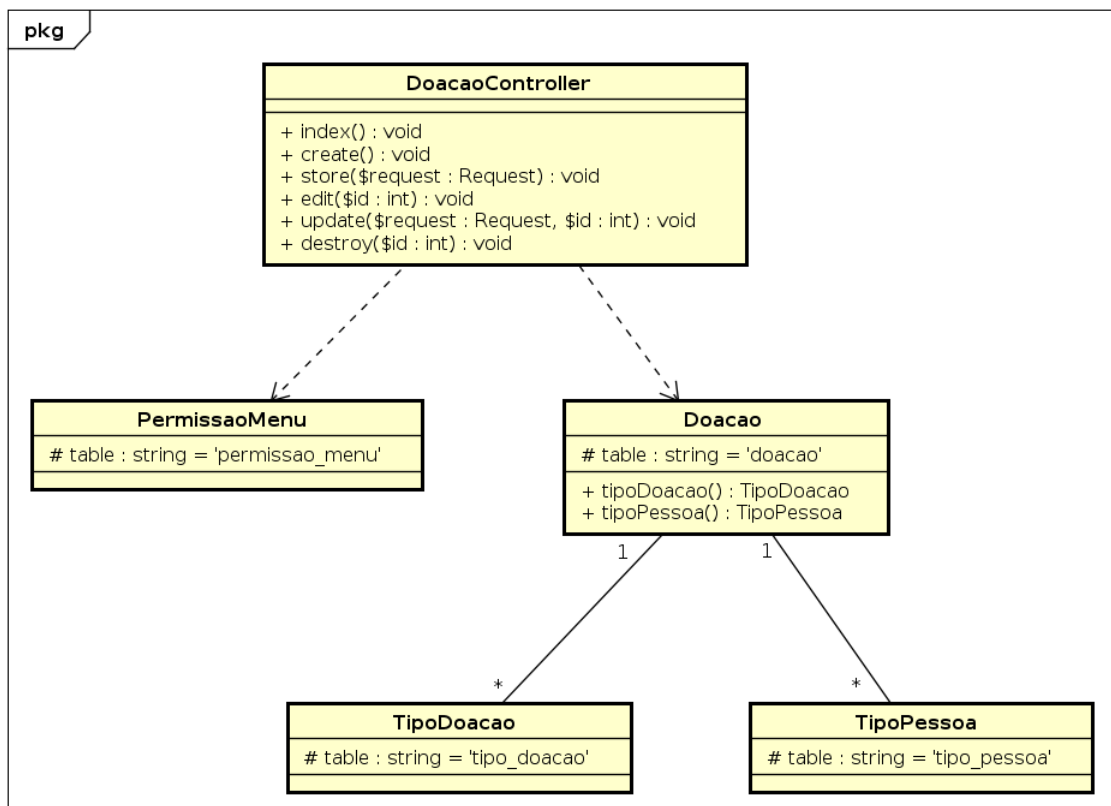 pkg
DoacaoController
+ index() : void
+ create() : void
+ store($request : Request) : void
+ edit($id : int) : void
+ update($request : Request, $id : int) : void
+ destroy($id : int) : void
PermissaoMenu
# table : string = 'permissao_menu'
Doacao
# table : string = 'doacao'
+ tipoDoacao() : TipoDoacao
+ tipoPessoa() : TipoPessoa
1
1
*
*
TipoDoacao
# table : string = 'tipo_doacao'
TipoPessoa
# table : string = 'tipo_pessoa'